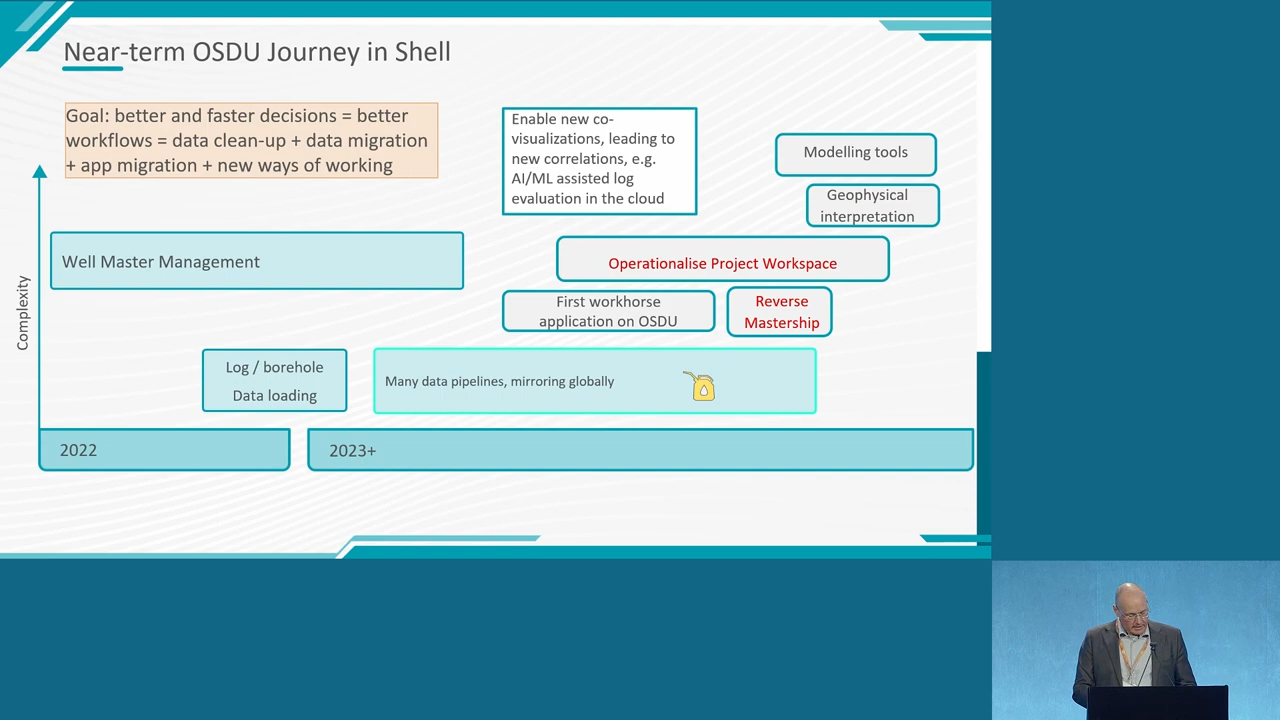 Near-term OSDU Journey in Shell
Goal: better and faster decisions = better
workflows = data clean-up + data migration
+ app migration + new ways of working
Enable new co-
visualizations, leading to
new correlations, e.g.
AI/ML assisted log
evaluation in the cloud
Modelling tools
Geophysical
interpretation
Well Master Management
Operationalise Project Workspace
First workhorse
application on OSDU
Reverse
Mastership
Complexity
Log / borehole
Data loading
Many data pipelines, mirroring globally
2022
2023+